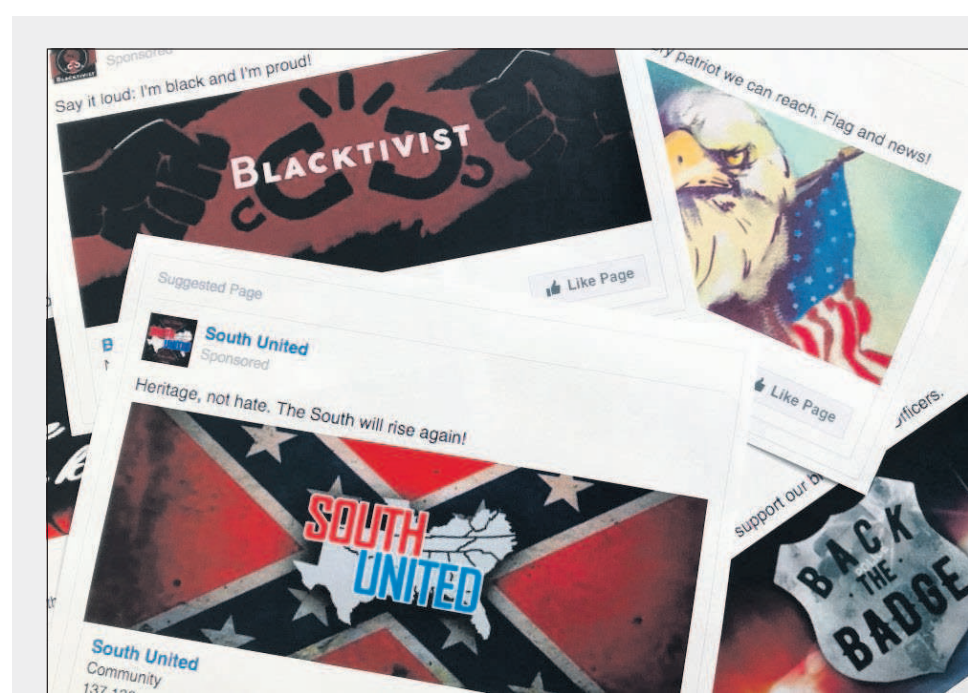 Sponsored
BLACKTIVIST
Say it loud: I'm black and I'm proud!
BLACKTIVIST
Like Page
B
patriot we can reach. Flag and news!
Like Page
Suggested Page
South United
Sponsored
Heritage, not hate. The South will rise again!
SOUTH
UNITED
South United
Community
support our
BACK
THE
BADGE